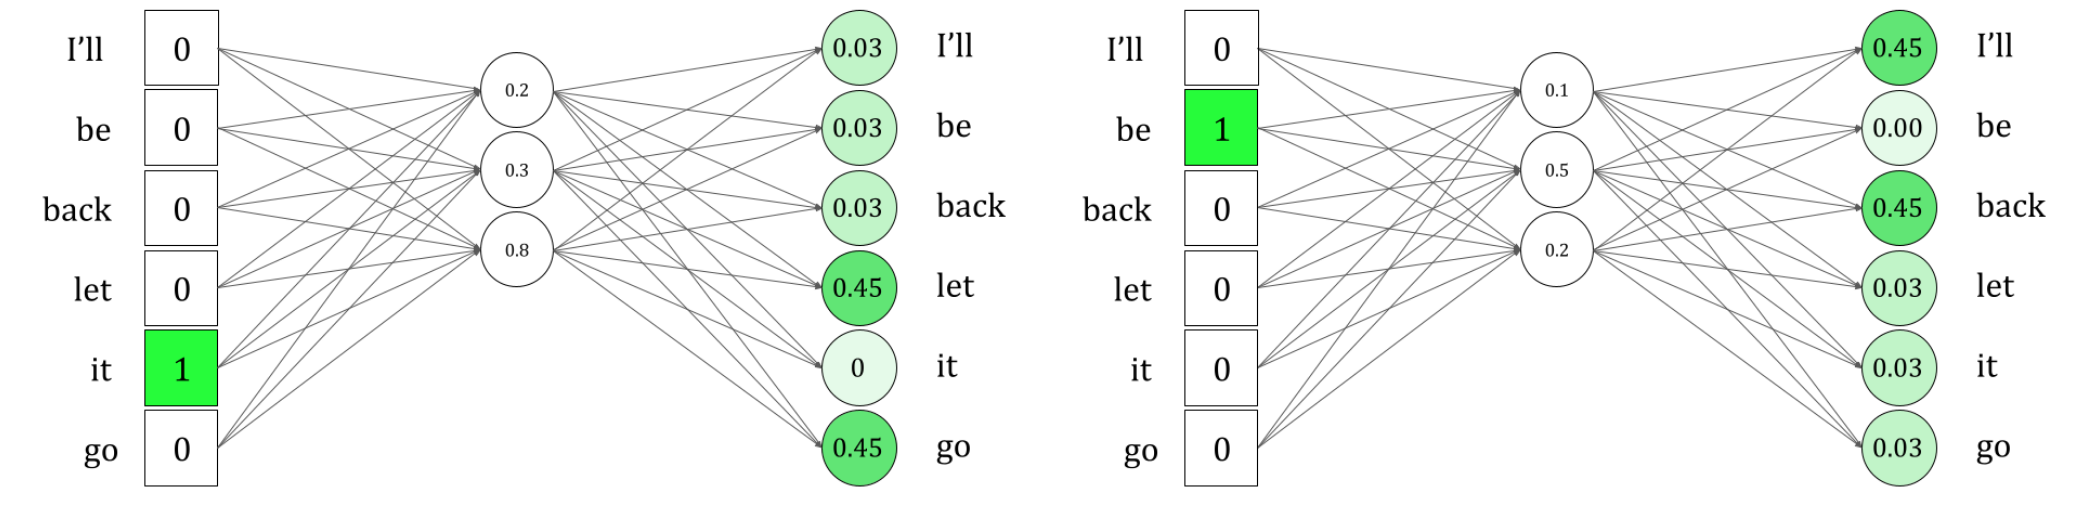 I'll 0 0.03 I'll I'll 0 0.45 I'll
0.2 0.1
be 0 0.03 be be 1 0.00 be
0.3 0.5
back 0 0.03 back back 0 0.45 back
0.8 0.2
let 0 0.45 let let 0 0.03 let
it 1 0 it it 0 0.03 it
go 0 0.45 go go 0 0.03 go